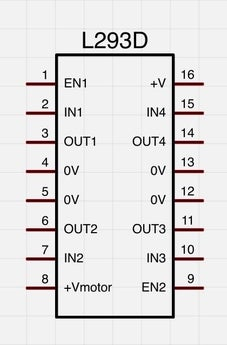 L293D
1 EN1 +V 16
2 IN1 IN4 15
3 OUT1 OUT4 14
4 0V 0V 13
5 0V 0V 12
6 OUT2 OUT3 11
7 IN2 IN3 10
8 +Vmotor EN2 9